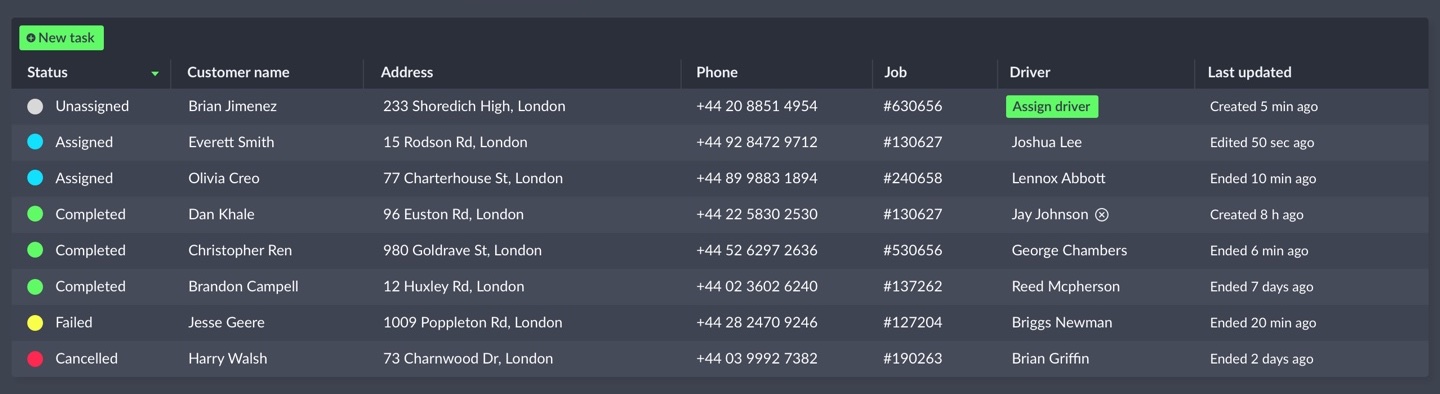 New task
Status Customer name Address Phone Job Driver Last updated
Unassigned Brian Jimenez 233 Shoredich High, London +44 20 8851 4954 #630656 Assign driver Created 5 min ago
Assigned Everett Smith 15 Rodson Rd, London +44 92 8472 9712 #130627 Joshua Lee Edited 50 sec ago
Assigned Olivia Creo 77 Charterhouse St, London +44 89 9883 1894 #240658 Lennox Abbott Ended 10 min ago
Completed Dan Khale 96 Euston Rd, London +44 22 5830 2530 #130627 Jay Johnson Created 8 h ago
Completed Christopher Ren 980 Goldrave St, London +44 52 6297 2636 #530656 George Chambers Ended 6 min ago
Completed Brandon Campell 12 Huxley Rd, London +44 02 3602 6240 #137262 Reed Mcpherson Ended 7 days ago
Failed Jesse Geere 1009 Poppleton Rd, London +44 28 2470 9246 #127204 Briggs Newman Ended 20 min ago
Cancelled Harry Walsh 73 Charnwood Dr, London +44 03 9992 7382 #190263 Brian Griffin Ended 2 days ago